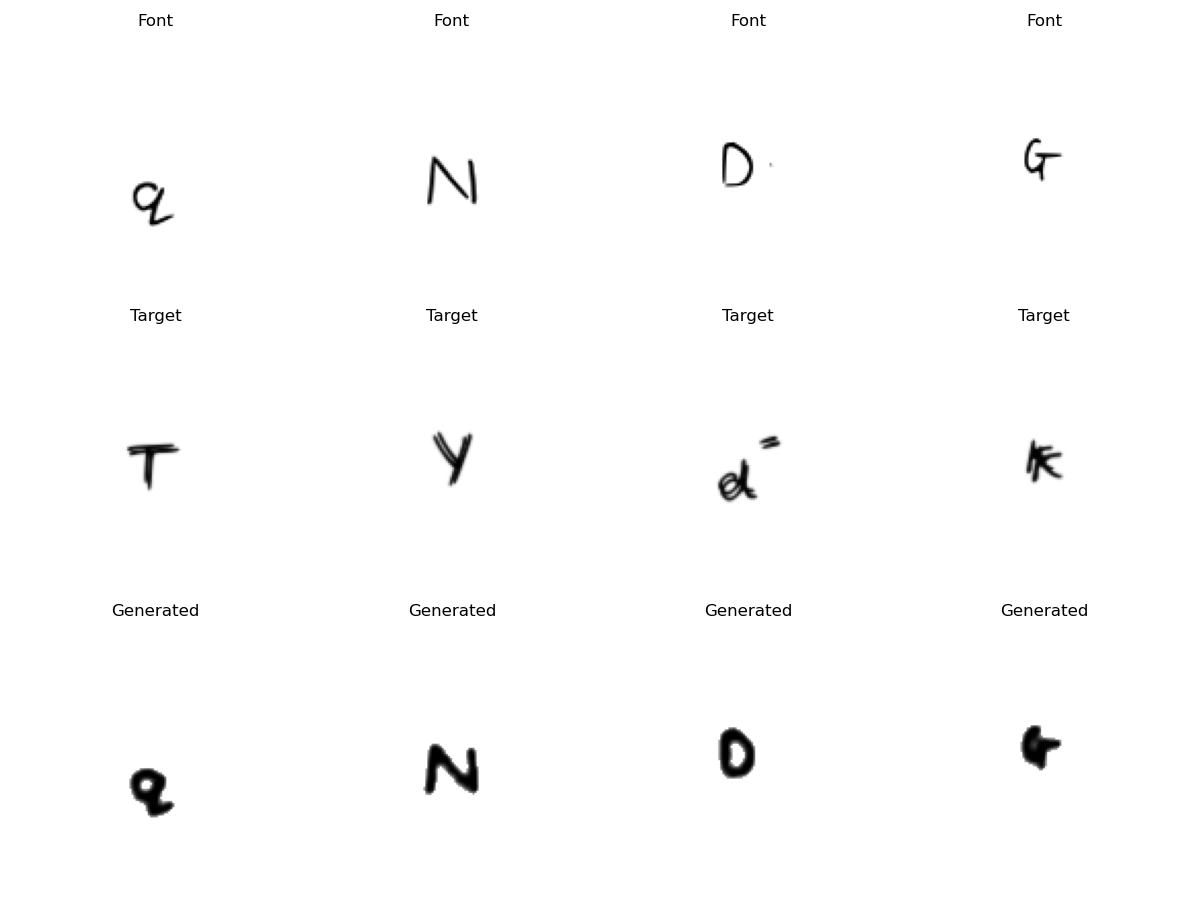 Font Font Font Font
q N D G
Target Target Target Target
T Y d = K
Generated Generated Generated Generated
q N D G